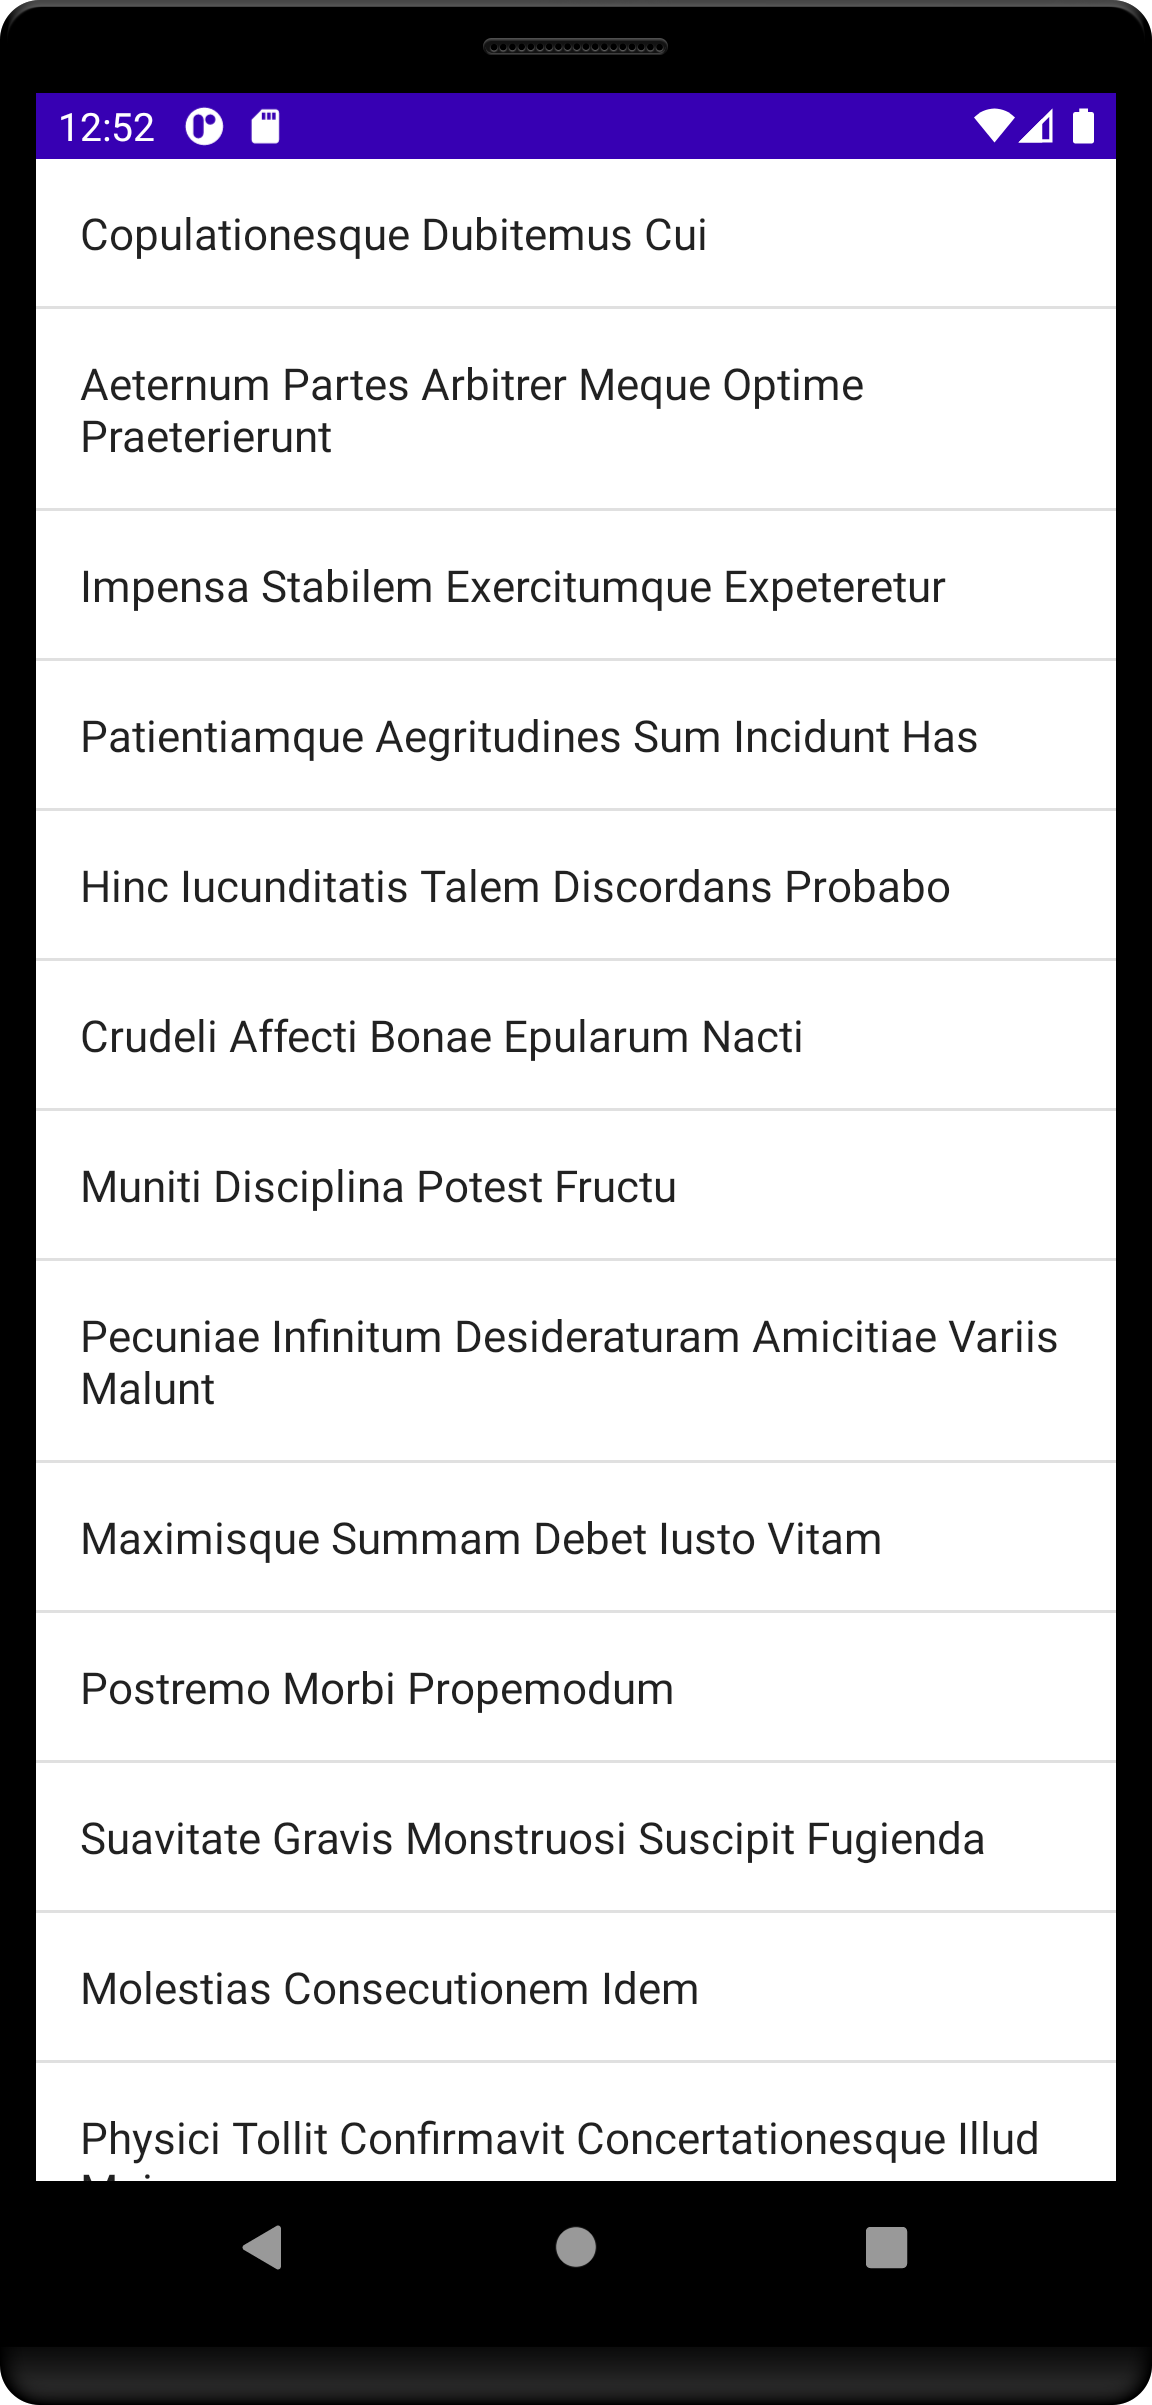 12:52
Copulationesque Dubitemus Cui
Aeternum Partes Arbitrer Meque Optime
Praeterierunt
Impensa Stabilem Exercitumque Expeteretur
Patientiamque Aegritudines Sum Incidunt Has
Hinc Iucunditatis Talem Discordans Probabo
Crudeli Affecti Bonae Epularum Nacti
Muniti Disciplina Potest Fructu
Pecuniae Infinitum Desideraturam Amicitiae Variis
Malunt
Maximisque Summam Debet Iusto Vitam
Postremo Morbi Propemodum
Suavitate Gravis Monstruosi Suscipit Fugienda
Molestias Consecutionem Idem
Physici Tollit Confirmavit Concertationesque Illud